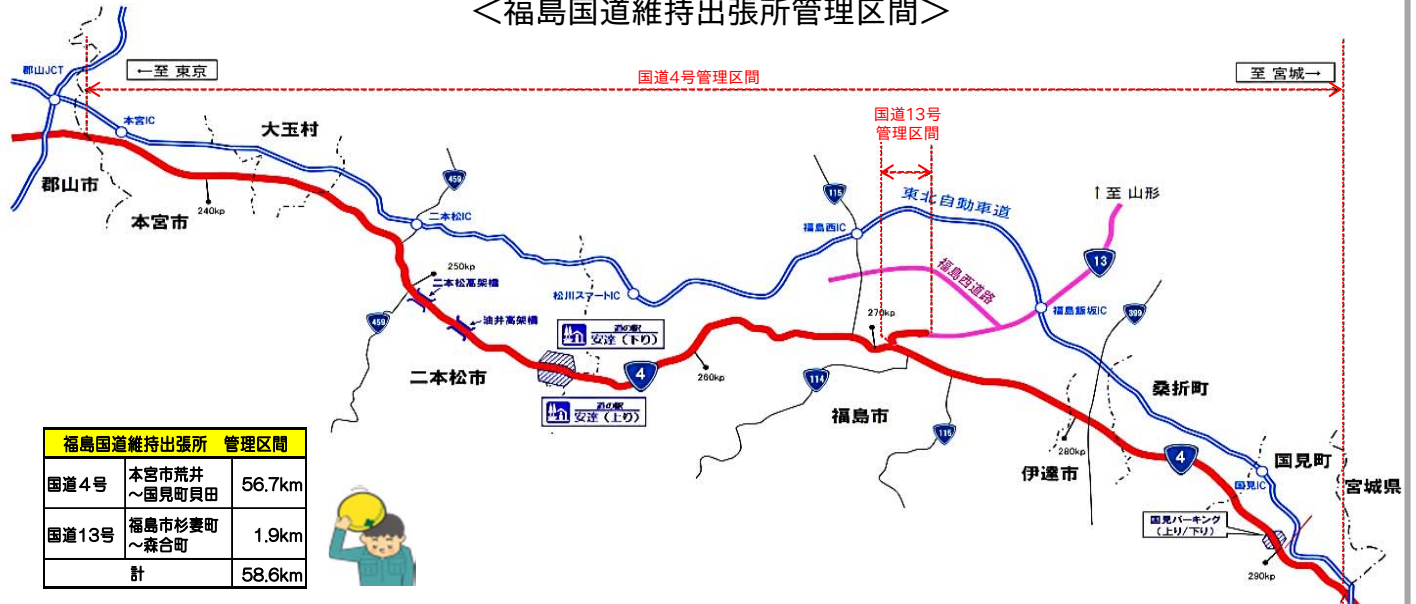 ＜福島国道維持出張所管理区間＞
郡山JCT
←至 東京
国道4号管理区間
至 宮城→
国道13号
管理区間
本宮IC
大玉村
459
115
東北自動車道
↑至 山形
郡山市
本宮市
240kp
二本松IC
福島西IC
13
250kp
二本松高架橋
松川スマートIC
福島西道路
福島飯坂IC
399
459
油井高架橋
道の駅
安達（下り）
270kp
二本松市
4
260kp
114
福島市
桑折町
道の駅
安達（上り）
115
280kp
伊達市
4
国見町
国見IC
宮城県
国見パーキング
（上り/下り）
290kp
福島国道維持出張所　管理区間
国道4号 本宮市荒井 56.7km
～国見町貝田
国道13号 福島市杉妻町 1.9km
～森合町
計 58.6km